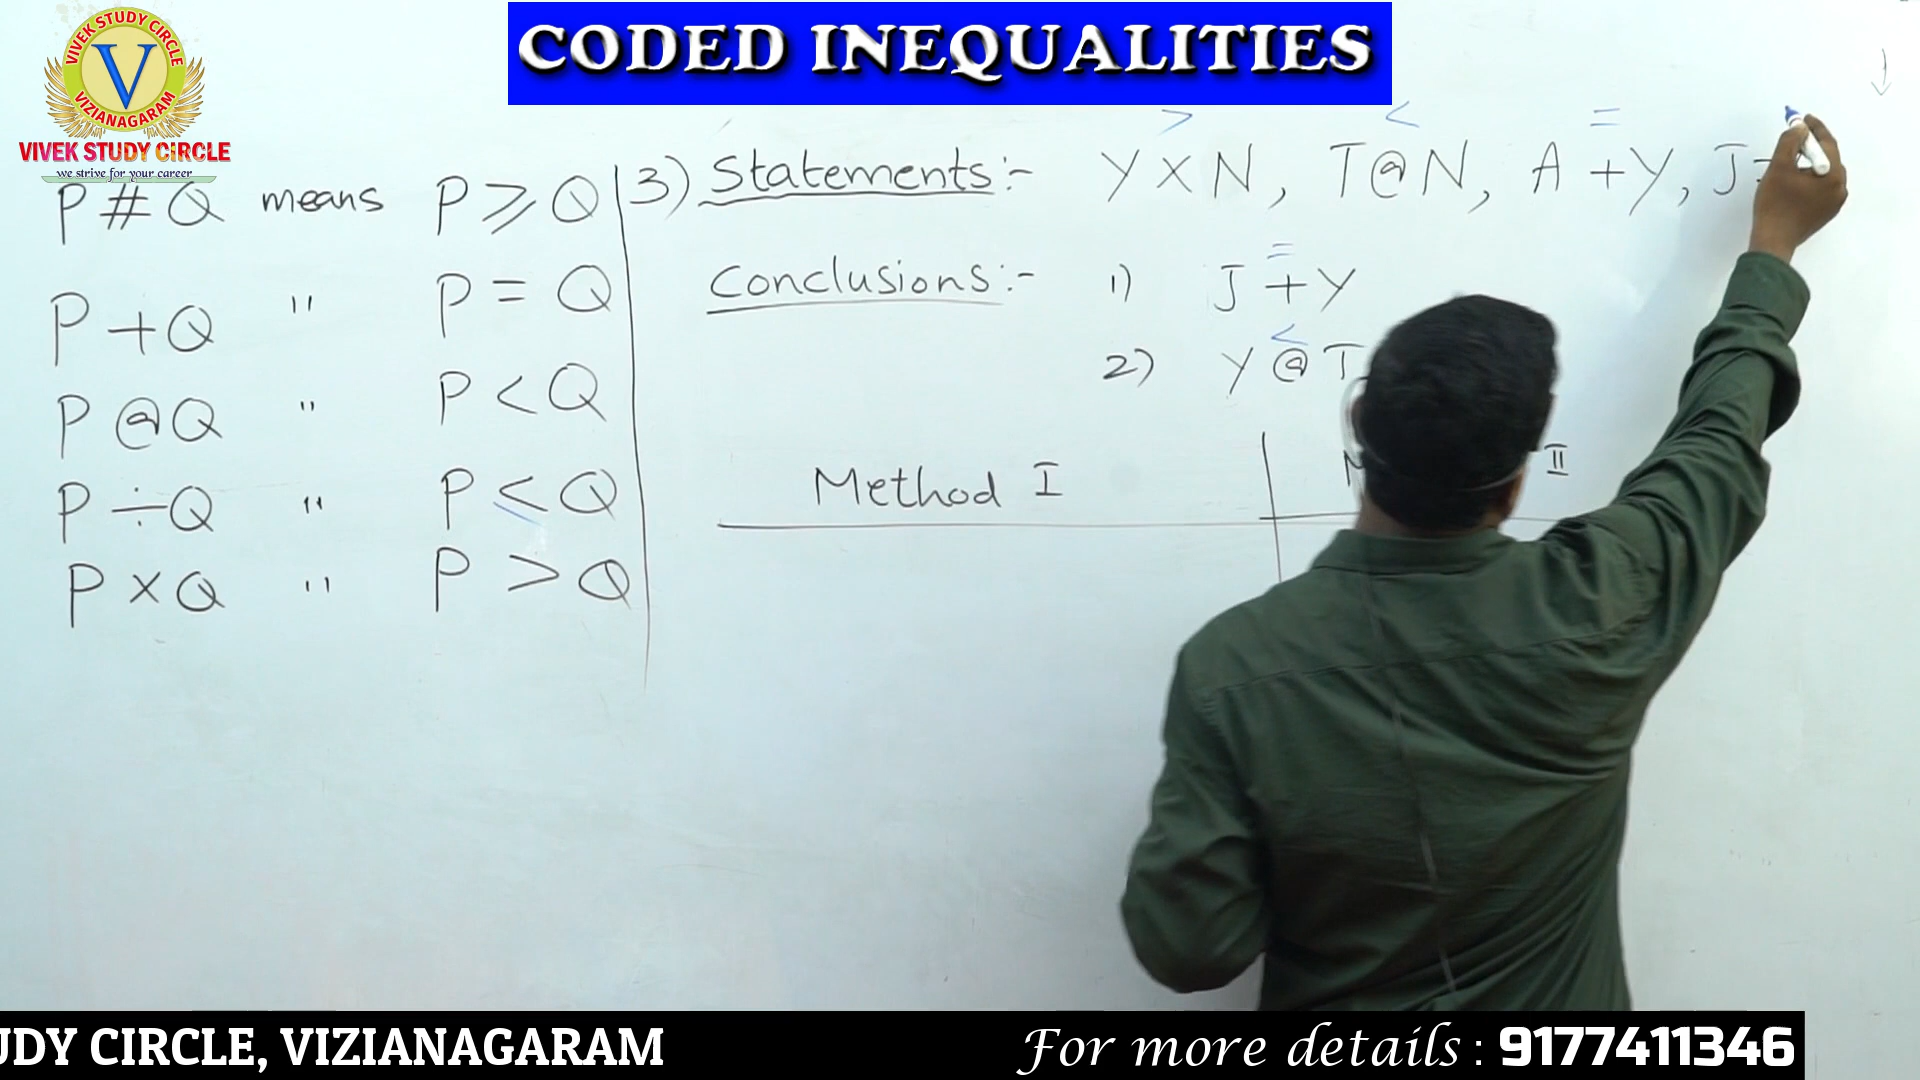 CODED INEQUALITIES
VIVEK STUDY CIRCLE
V
VIZIANAGARAM
VIVEK STUDY CIRCLE
we strive for your career
P # Q means P ⩾ Q
P + Q " P = Q
P @ Q " P < Q
P ÷ Q " P ≤ Q
P × Q " P > Q
> < =
3) Statements :- Y × N, T @ N, A + Y, J
=
Conclusions :- 1) J + Y
<
2) Y @ T
Method I
II
UDY CIRCLE, VIZIANAGARAM
For more details : 9177411346